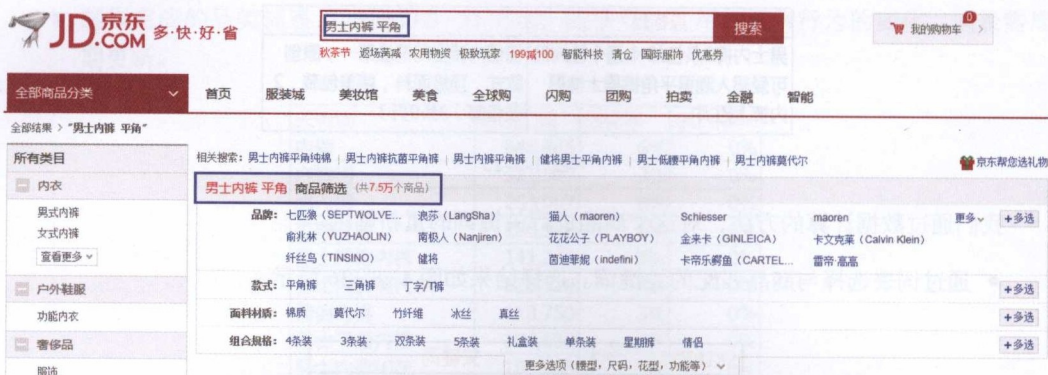 京东
JD.COM 多·快·好·省
男士内裤 平角 搜索
我的购物车 0 >
秋茶节 返场满减 农用物资 极致玩家 199减100 智能科技 清仓 国际服饰 优惠券
全部商品分类 首页 服装城 美妆馆 美食 全球购 闪购 团购 拍卖 金融 智能
全部结果 > "男士内裤 平角"
所有类目
内衣
男式内裤
女式内裤
查看更多
户外鞋服
功能内衣
奢侈品
服饰
相关搜索: 男士内裤平角纯棉 | 男士内裤抗菌平角裤 | 男士内裤平角裤 | 健将男士平角内裤 | 男士低腰平角内裤 | 男士内裤莫代尔
京东帮您选礼物
男士内裤 平角 商品筛选 (共7.5万个商品)
品牌: 七匹狼 (SEPTWOLVE... 浪莎 (LangSha) 猫人 (maoren) Schiesser maoren 更多 +多选
俞兆林 (YUZHAOLIN) 南极人 (Nanjiren) 花花公子 (PLAYBOY) 金来卡 (GINLEICA) 卡文克莱 (Calvin Klein)
纤丝鸟 (TINSINO) 健将 茵迪菲妮 (indefini) 卡帝乐鳄鱼 (CARTEL... 雷帝·高高
款式: 平角裤 三角裤 丁字/T裤 +多选
面料材质: 棉质 莫代尔 竹纤维 冰丝 真丝 +多选
组合规格: 4条装 3条装 双条装 5条装 礼盒装 单条装 星期裤 情侣 +多选
更多选项 (腰型, 尺码, 花型, 功能等)